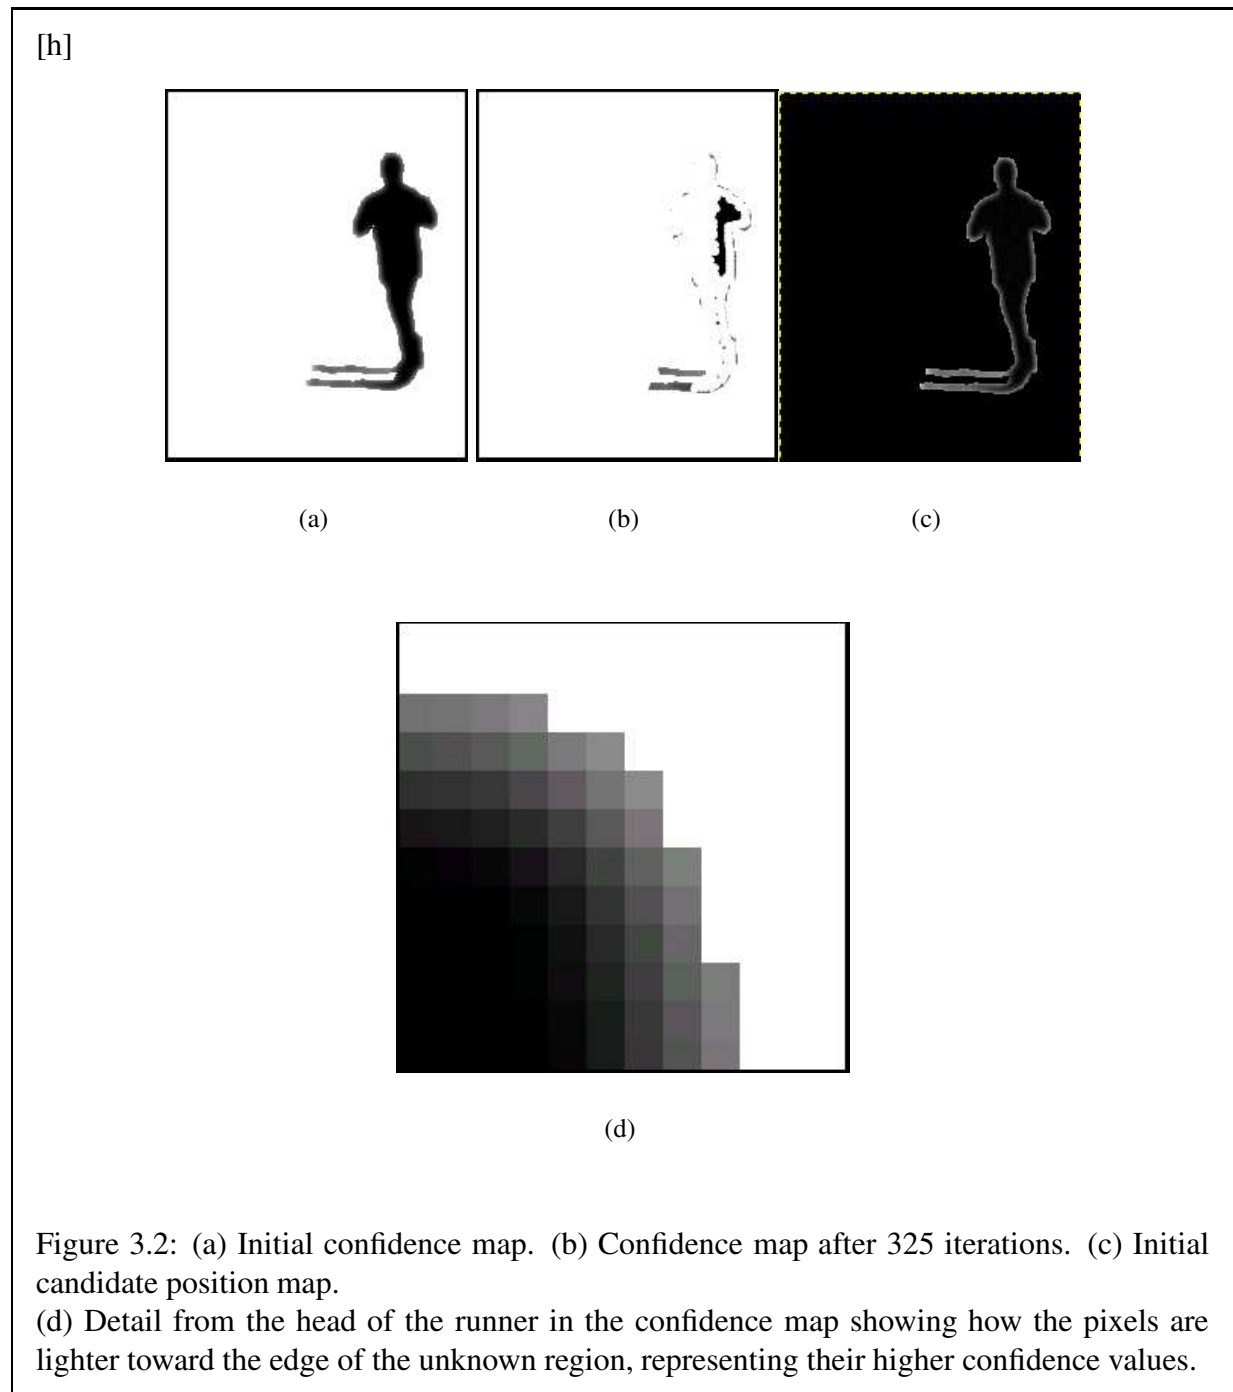 [h]
(a)
(b)
(c)
(d)
Figure 3.2: (a) Initial confidence map. (b) Confidence map after 325 iterations. (c) Initial
candidate position map.
(d) Detail from the head of the runner in the confidence map showing how the pixels are
lighter toward the edge of the unknown region, representing their higher confidence values.